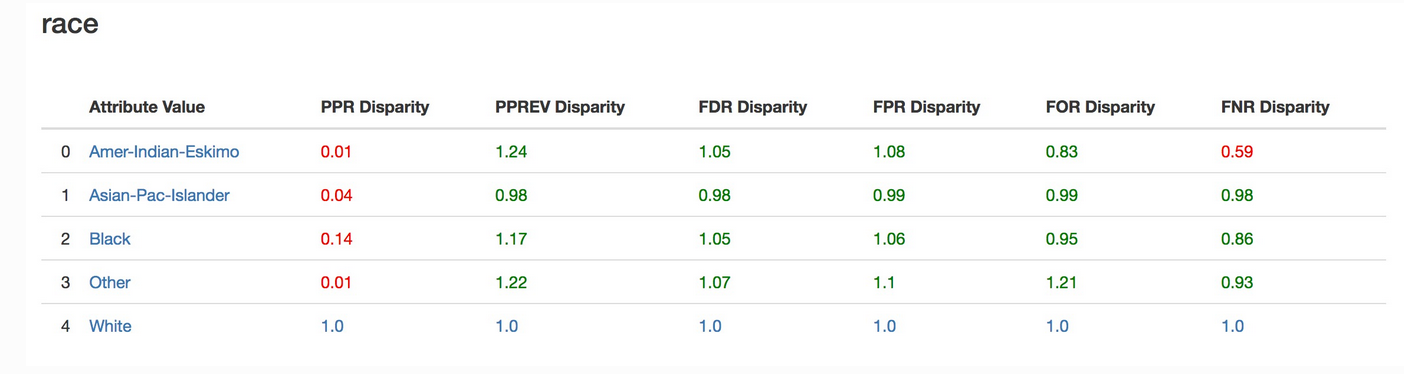 race
Attribute Value PPR Disparity PPREV Disparity FDR Disparity FPR Disparity FOR Disparity FNR Disparity
0 Amer-Indian-Eskimo 0.01 1.24 1.05 1.08 0.83 0.59
1 Asian-Pac-Islander 0.04 0.98 0.98 0.99 0.99 0.98
2 Black 0.14 1.17 1.05 1.06 0.95 0.86
3 Other 0.01 1.22 1.07 1.1 1.21 0.93
4 White 1.0 1.0 1.0 1.0 1.0 1.0